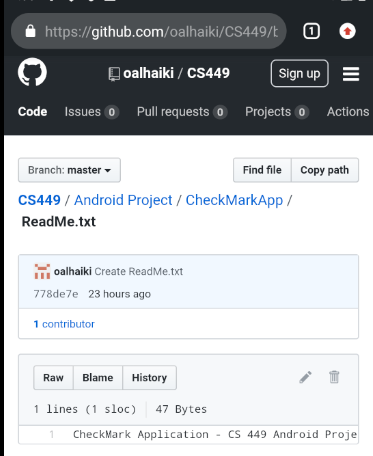 https://github.com/oalhaiki/CS449/b
1
oalhaiki / CS449
Sign up
Code Issues 0 Pull requests 0 Projects 0 Actions
Branch: master
Find file Copy path
CS449 / Android Project / CheckMarkApp /
ReadMe.txt
oalhaiki Create ReadMe.txt
778de7e 23 hours ago
1 contributor
Raw Blame History
1 lines (1 sloc) 47 Bytes
1 CheckMark Application - CS 449 Android Proje